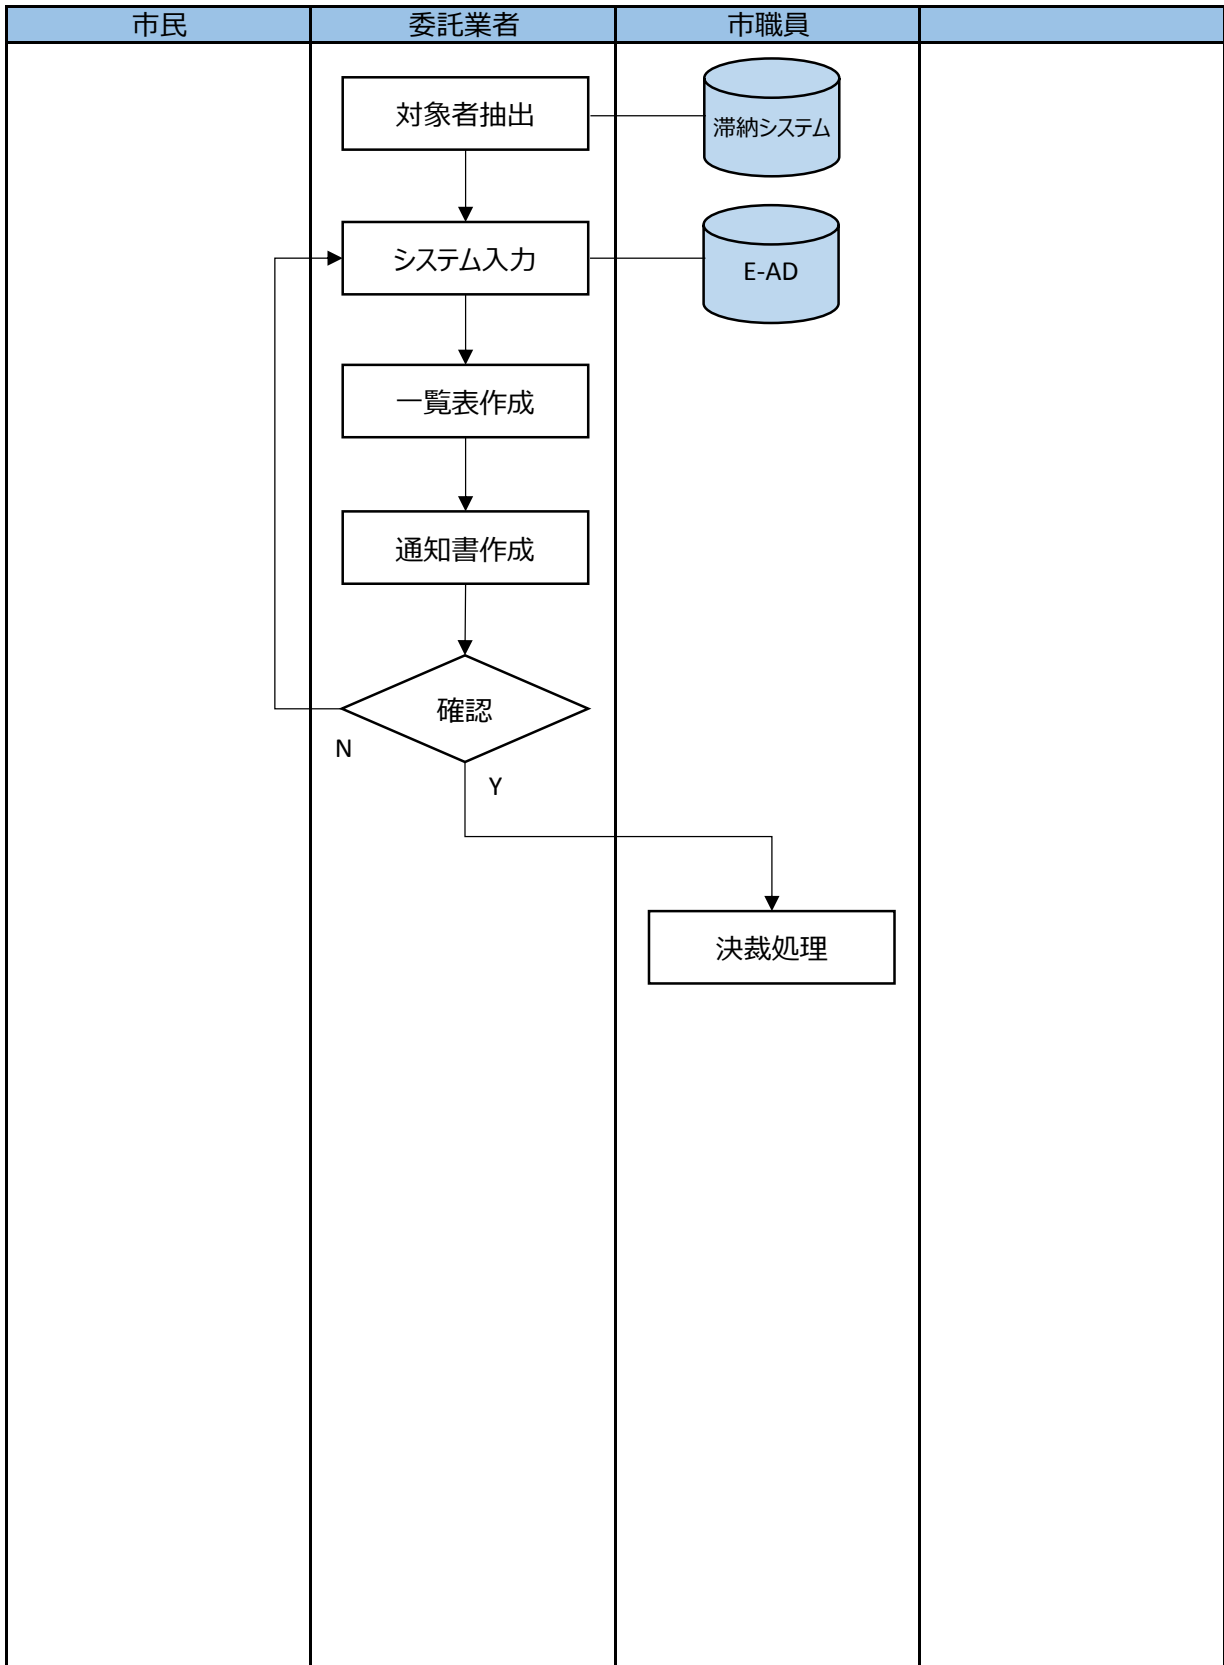 市民
委託業者
市職員
対象者抽出
滞納システム
システム入力
E-AD
一覧表作成
通知書作成
確認
N
Y
決裁処理